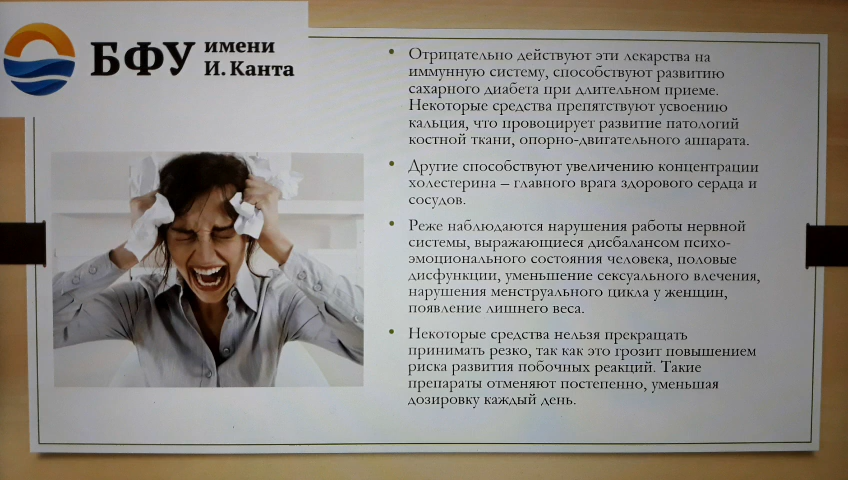 БФУ имени
И. Канта
Отрицательно действуют эти лекарства на
иммунную систему, способствуют развитию
сахарного диабета при длительном приеме.
Некоторые средства препятствуют усвоению
кальция, что провоцирует развитие патологий
костной ткани, опорно-двигательного аппарата.
Другие способствуют увеличению концентрации
холестерина – главного врага здорового сердца и
сосудов.
Реже наблюдаются нарушения работы нервной
системы, выражающиеся дисбалансом психо-
эмоционального состояния человека, половые
дисфункции, уменьшение сексуального влечения,
нарушения менструального цикла у женщин,
появление лишнего веса.
Некоторые средства нельзя прекращать
принимать резко, так как это грозит повышением
риска развития побочных реакций. Такие
препараты отменяют постепенно, уменьшая
дозировку каждый день.